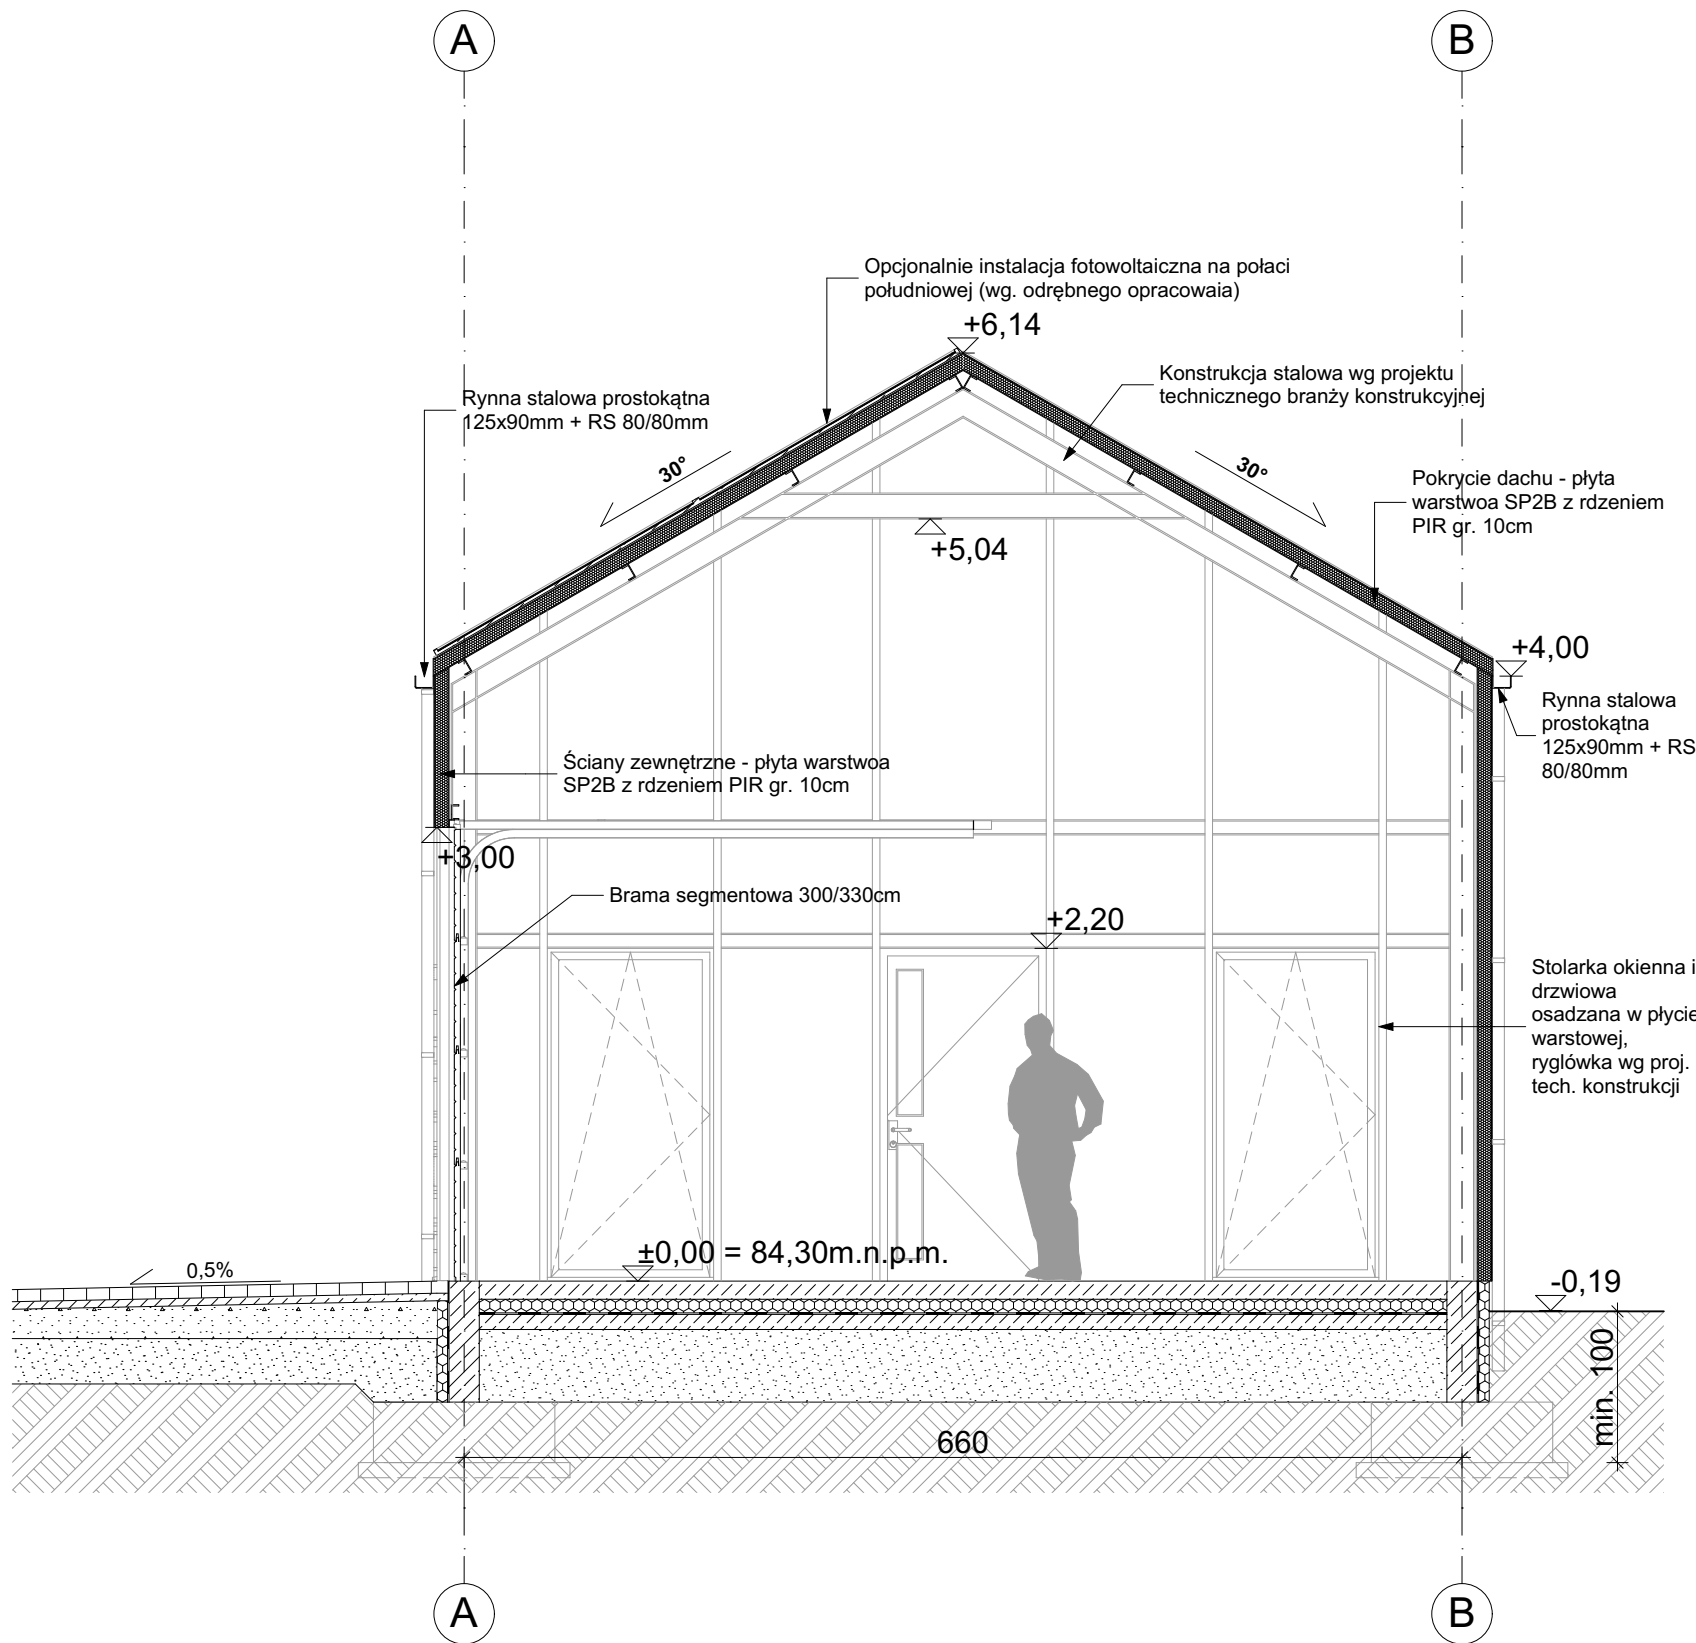 A
B
Opcjonalnie instalacja fotowoltaiczna na połaci
południowej (wg. odrębnego opracowaia)
+6,14
Konstrukcja stalowa wg projektu
technicznego branży konstrukcyjnej
Rynna stalowa prostokątna
125x90mm + RS 80/80mm
30°
30°
Pokrycie dachu - płyta
warstwoa SP2B z rdzeniem
PIR gr. 10cm
+5,04
+4,00
Rynna stalowa
prostokątna
125x90mm + RS
80/80mm
Ściany zewnętrzne - płyta warstwoa
SP2B z rdzeniem PIR gr. 10cm
+3,00
Brama segmentowa 300/330cm
+2,20
Stolarka okienna i
drzwiowa
osadzana w płycie
warstowej,
ryglówka wg proj.
tech. konstrukcji
±0,00 = 84,30m.n.p.m.
0,5%
-0,19
min. 100
660
A
B